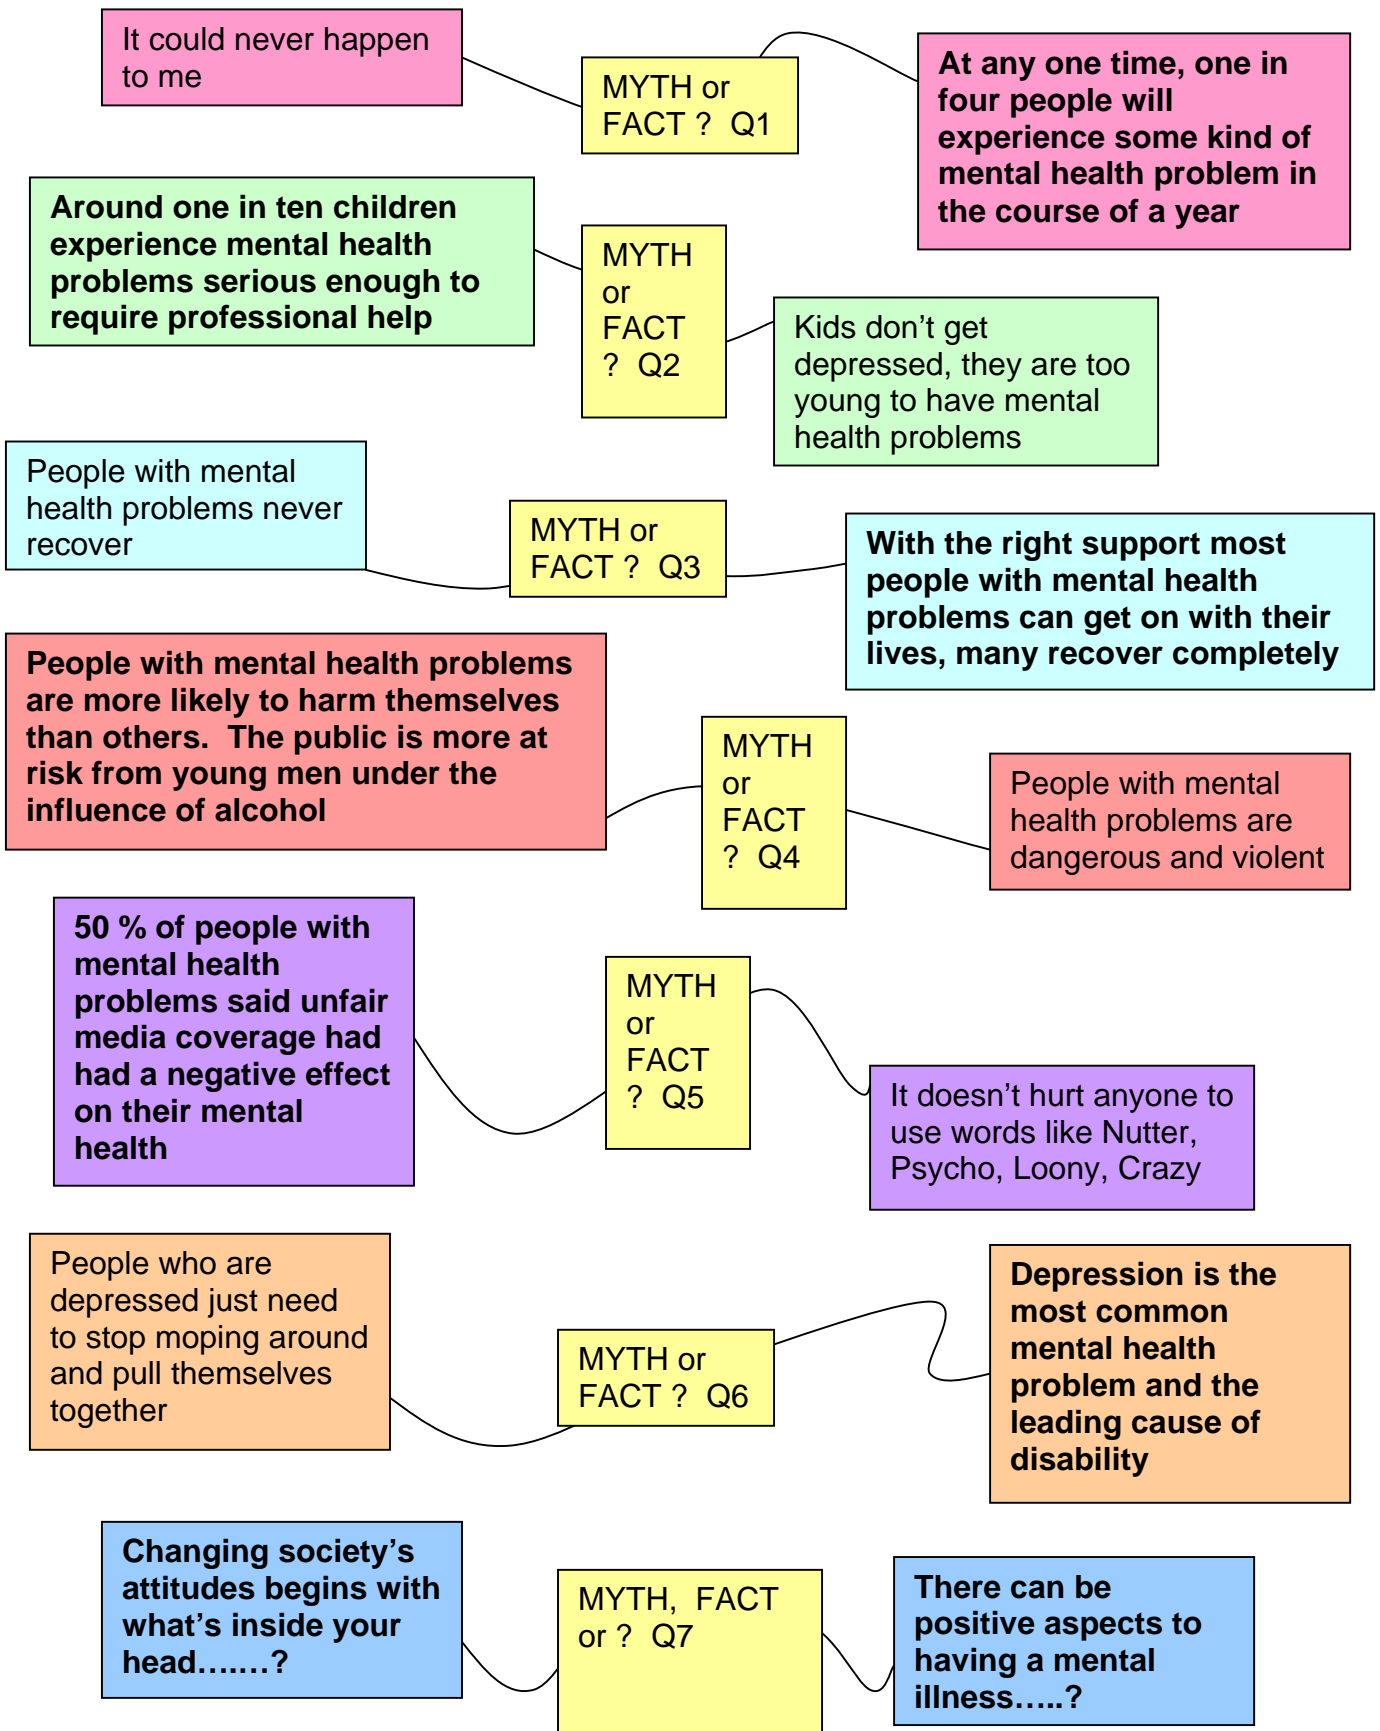 It could never happen
to me
MYTH or
FACT ?  Q1
At any one time, one in
four people will
experience some kind of
mental health problem in
the course of a year
Around one in ten children
experience mental health
problems serious enough to
require professional help
MYTH
or
FACT
?  Q2
Kids don’t get
depressed, they are too
young to have mental
health problems
People with mental
health problems never
recover
MYTH or
FACT ?  Q3
With the right support most
people with mental health
problems can get on with their
lives, many recover completely
People with mental health problems
are more likely to harm themselves
than others.  The public is more at
risk from young men under the
influence of alcohol
MYTH
or
FACT
?  Q4
People with mental
health problems are
dangerous and violent
50 % of people with
mental health
problems said unfair
media coverage had
had a negative effect
on their mental
health
MYTH
or
FACT
?  Q5
It doesn’t hurt anyone to
use words like Nutter,
Psycho, Loony, Crazy
People who are
depressed just need
to stop moping around
and pull themselves
together
MYTH or
FACT ?  Q6
Depression is the
most common
mental health
problem and the
leading cause of
disability
Changing society’s
attitudes begins with
what’s inside your
head…….…?
MYTH,  FACT
or ?  Q7
There can be
positive aspects to
having a mental
illness…..?